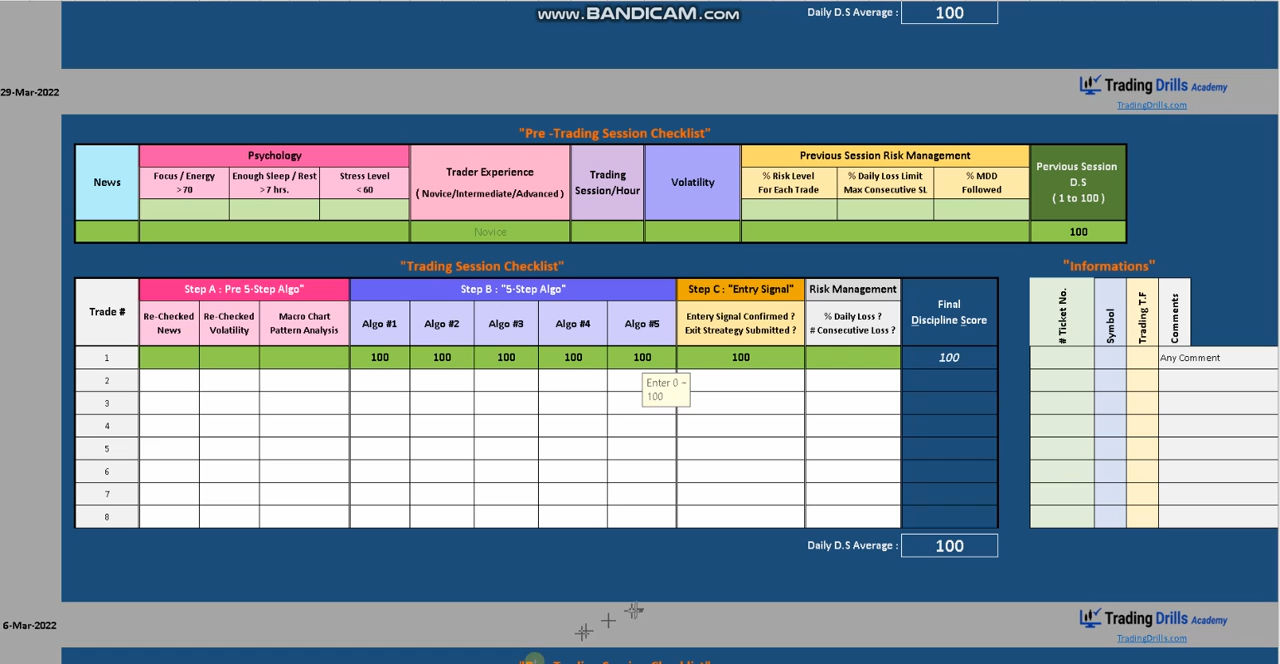 www.BANDICAM.com
Daily D.S Average : 100
29-Mar-2022
Trading Drills Academy
TradingDrills.com
"Pre -Trading Session Checklist"
News
Psychology
Focus / Energy >70
Enough Sleep / Rest >7 hrs.
Stress Level < 60
Trader Experience
( Novice/Intermediate/Advanced )
Trading Session/Hour
Volatility
Previous Session Risk Management
% Risk Level For Each Trade
% Daily Loss Limit Max Consecutive SL
% MDD Followed
Pervious Session D.S ( 1 to 100 )
Novice 100
"Trading Session Checklist"
"Informations"
Trade #
Step A : Pre 5-Step Algo"
Step B : "5-Step Algo"
Step C : "Entry Signal"
Risk Management
Final Discipline Score
Re-Checked News
Re-Checked Volatility
Macro Chart Pattern Analysis
Algo #1
Algo #2
Algo #3
Algo #4
Algo #5
Entery Signal Confirmed ?
Exit Streategy Submitted ?
% Daily Loss ?
# Consecutive Loss ?
# Ticket No.
Symbol
Trading T.F
Comments
1 100 100 100 100 100 100 100 Any Comment
2
Enter 0 – 100
3
4
5
6
7
8
Daily D.S Average : 100
6-Mar-2022
Trading Drills Academy
TradingDrills.com